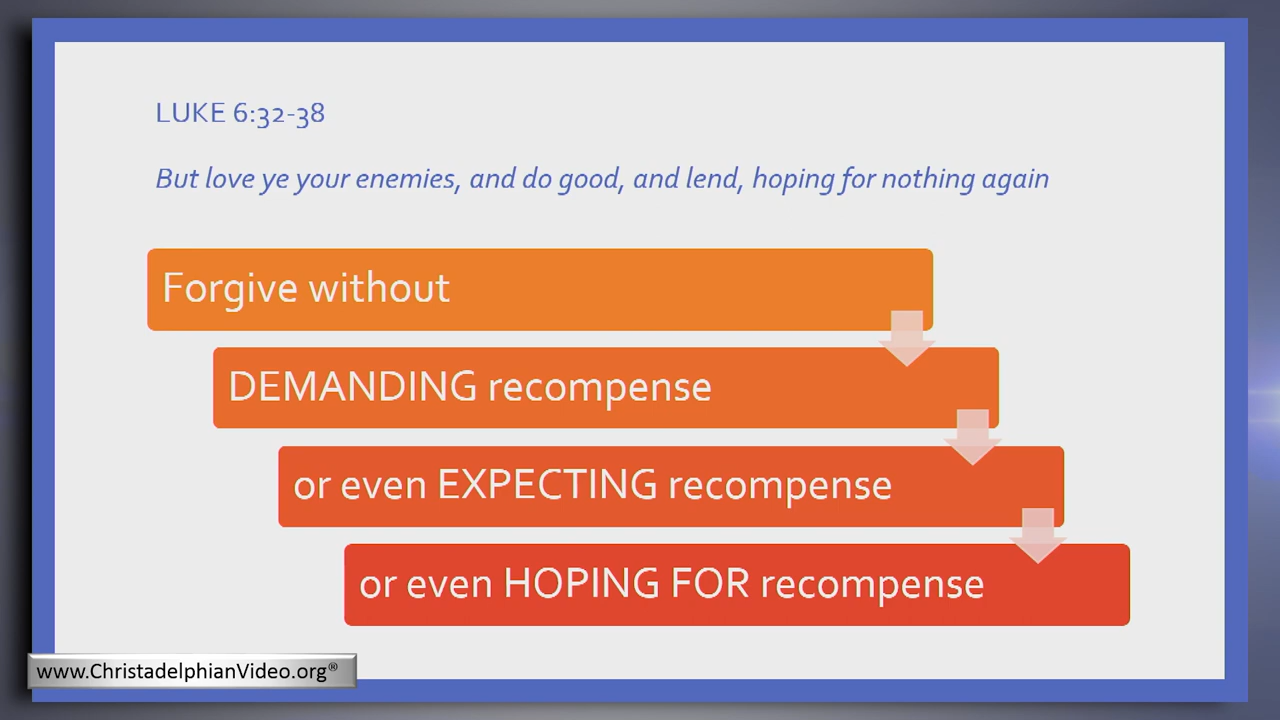 LUKE 6:32-38
But love ye your enemies, and do good, and lend, hoping for nothing again
Forgive without
DEMANDING recompense
or even EXPECTING recompense
or even HOPING FOR recompense
www.ChristadelphianVideo.org®